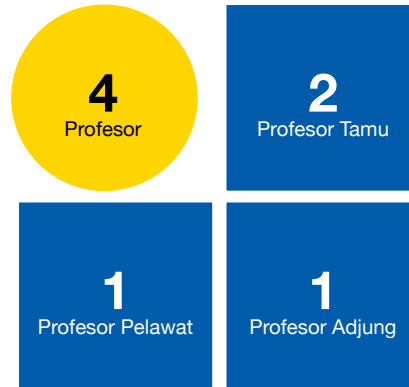 4
Profesor
2
Profesor Tamu
1
Profesor Pelawat
1
Profesor Adjung